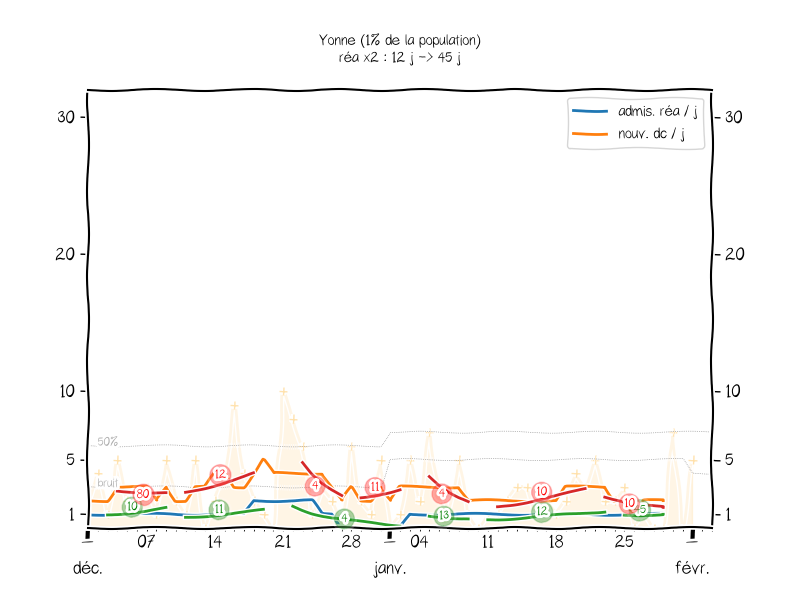 Yonne (1% de la population)
réa x2 : 12 j -> 45 j
admis. réa / j
nouv. dc / j
30 30
20 20
10 10
50%
5 5
bruit
1 1
80 12 4 11 4 10 10
10 11 4 13 12 45
07 14 21 28 04 11 18 25
déc. janv. févr.